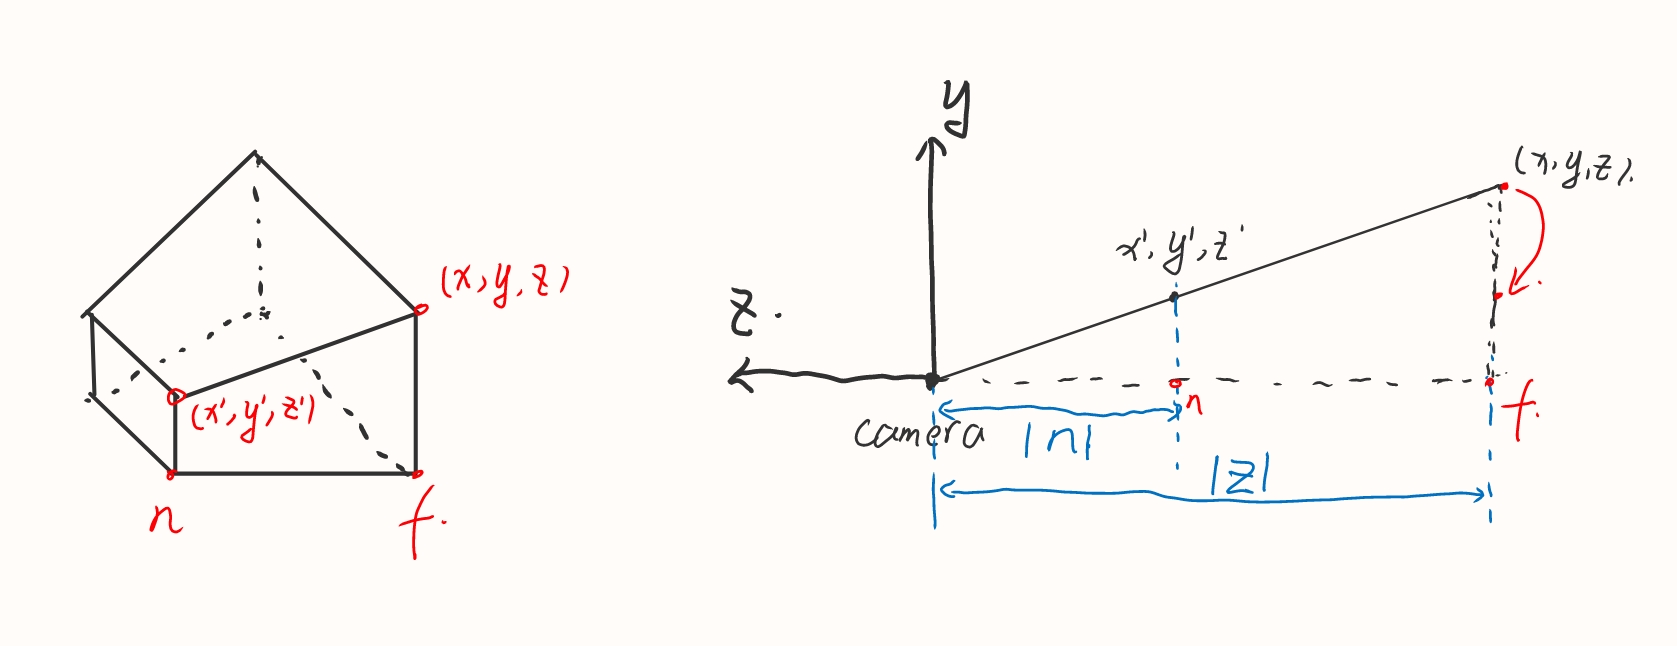 (x, y, z)
(x', y', z')
n
f.
y
(x, y, z).
x', y', z'
z.
n
f.
camera
|n|
|z|